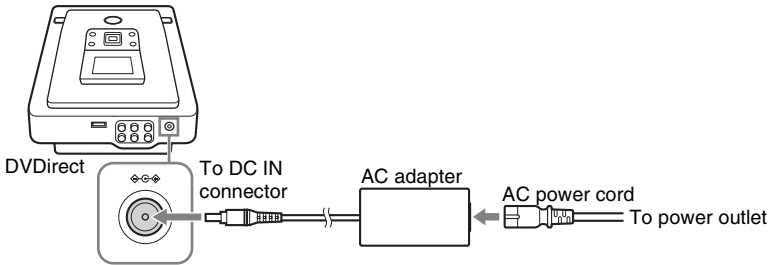 DVDirect
To DC IN
connector
AC adapter
AC power cord
To power outlet